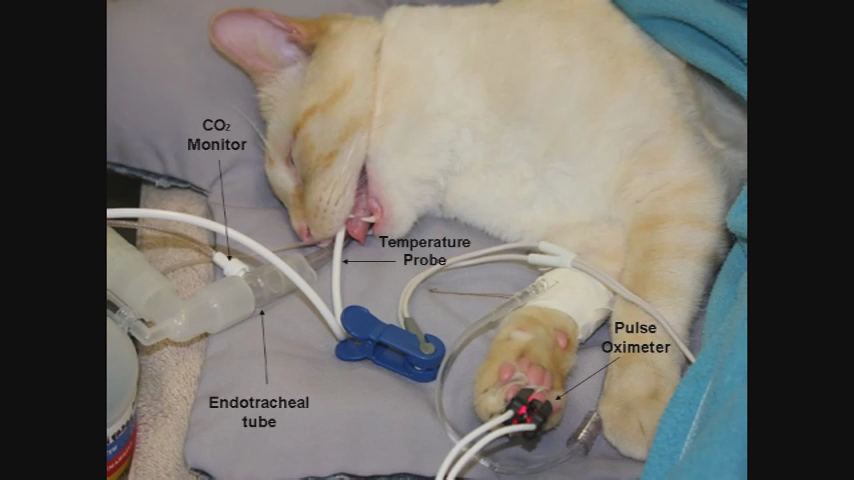 CO₂
Monitor
Temperature
Probe
Pulse
Oximeter
Endotracheal
tube